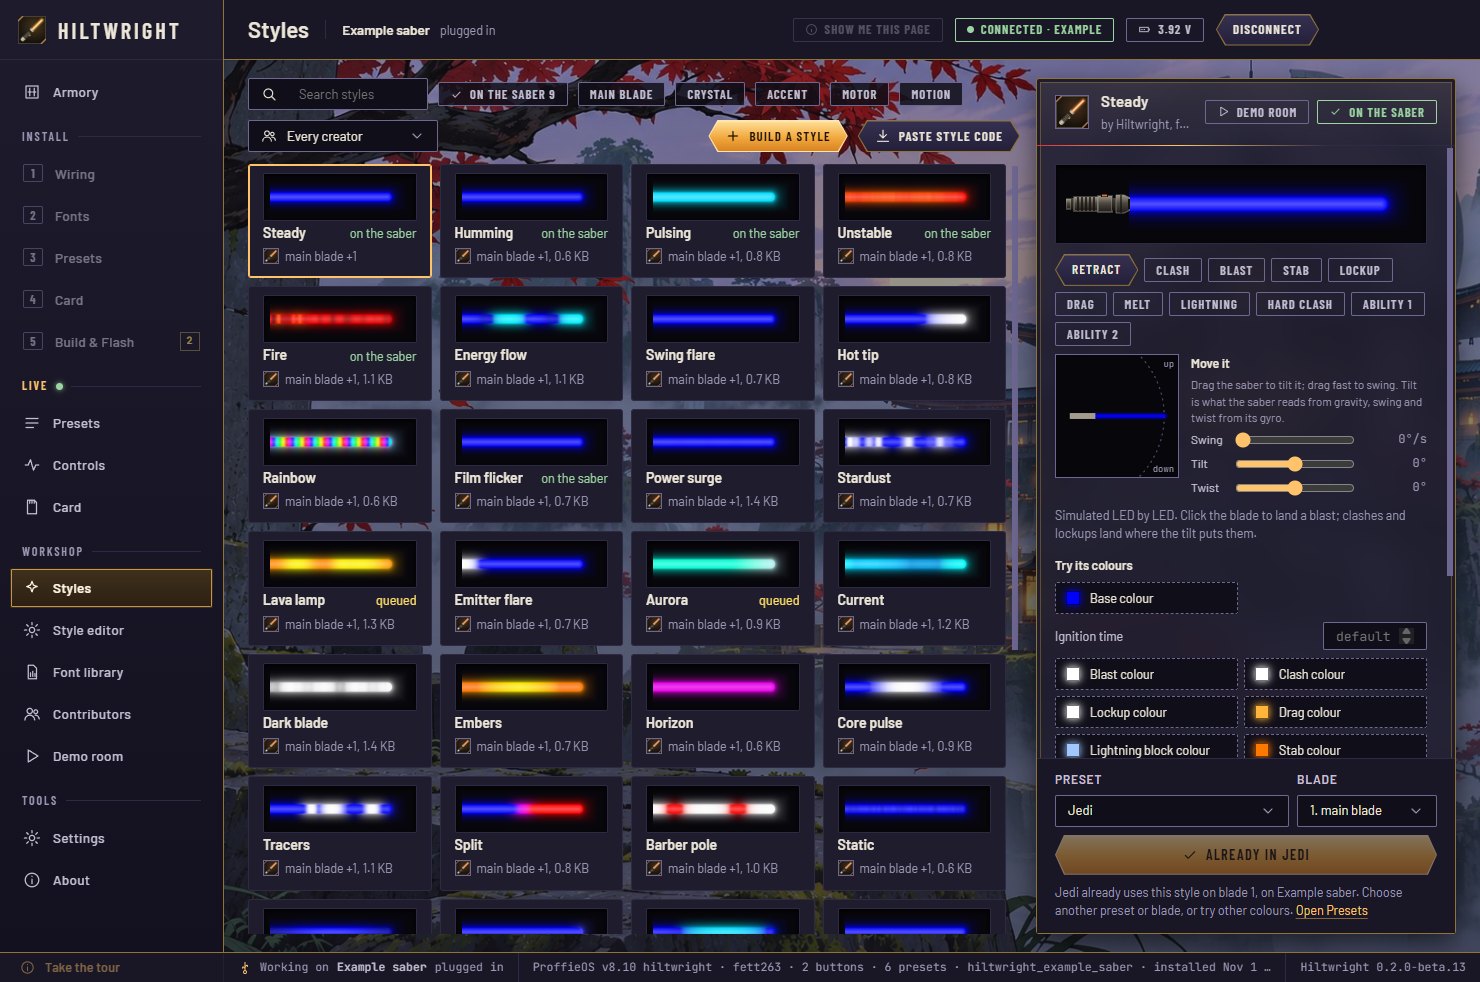 HILTWRIGHT
Styles
Example saber plugged in
SHOW ME THIS PAGE
CONNECTED · EXAMPLE
3.92 V
DISCONNECT
Armory
INSTALL
1 Wiring
2 Fonts
3 Presets
4 Card
5 Build & Flash 2
LIVE
Presets
Controls
Card
WORKSHOP
Styles
Style editor
Font library
Contributors
Demo room
TOOLS
Settings
About
Take the tour
Search styles
ON THE SABER 9
MAIN BLADE
CRYSTAL
ACCENT
MOTOR
MOTION
Every creator
BUILD A STYLE
PASTE STYLE CODE
Steady on the saber
main blade +1
Humming on the saber
main blade +1, 0.6 KB
Pulsing on the saber
main blade +1, 0.8 KB
Unstable on the saber
main blade +1, 0.8 KB
Fire on the saber
main blade +1, 1.1 KB
Energy flow
main blade +1, 1.1 KB
Swing flare
main blade +1, 0.7 KB
Hot tip
main blade +1, 0.8 KB
Rainbow
main blade +1, 0.6 KB
Film flicker on the saber
main blade +1, 0.7 KB
Power surge
main blade +1, 1.4 KB
Stardust
main blade +1, 0.7 KB
Lava lamp queued
main blade +1, 1.3 KB
Emitter flare
main blade +1, 0.7 KB
Aurora queued
main blade +1, 0.9 KB
Current
main blade +1, 1.2 KB
Dark blade
main blade +1, 1.4 KB
Embers
main blade +1, 0.7 KB
Horizon
main blade +1, 0.6 KB
Core pulse
main blade +1, 0.9 KB
Tracers
main blade +1, 1.1 KB
Split
main blade +1, 0.8 KB
Barber pole
main blade +1, 1.0 KB
Static
main blade +1, 0.6 KB
Steady
by Hiltwright, f…
DEMO ROOM
ON THE SABER
RETRACT
CLASH
BLAST
STAB
LOCKUP
DRAG
MELT
LIGHTNING
HARD CLASH
ABILITY 1
ABILITY 2
up
down
Move it
Drag the saber to tilt it; drag fast to swing. Tilt
is what the saber reads from gravity, swing and
twist from its gyro.
Swing 0°/s
Tilt 0°
Twist 0°
Simulated LED by LED. Click the blade to land a blast; clashes and
lockups land where the tilt puts them.
Try its colours
Base colour
Ignition time default
Blast colour
Clash colour
Lockup colour
Drag colour
Lightning block colour
Stab colour
PRESET
BLADE
Jedi
1. main blade
ALREADY IN JEDI
Jedi already uses this style on blade 1, on Example saber. Choose
another preset or blade, or try other colours. Open Presets
Working on Example saber plugged in
ProffieOS v8.10 hiltwright · fett263 · 2 buttons · 6 presets · hiltwright_example_saber · installed Nov 1 …
Hiltwright 0.2.0-beta.13